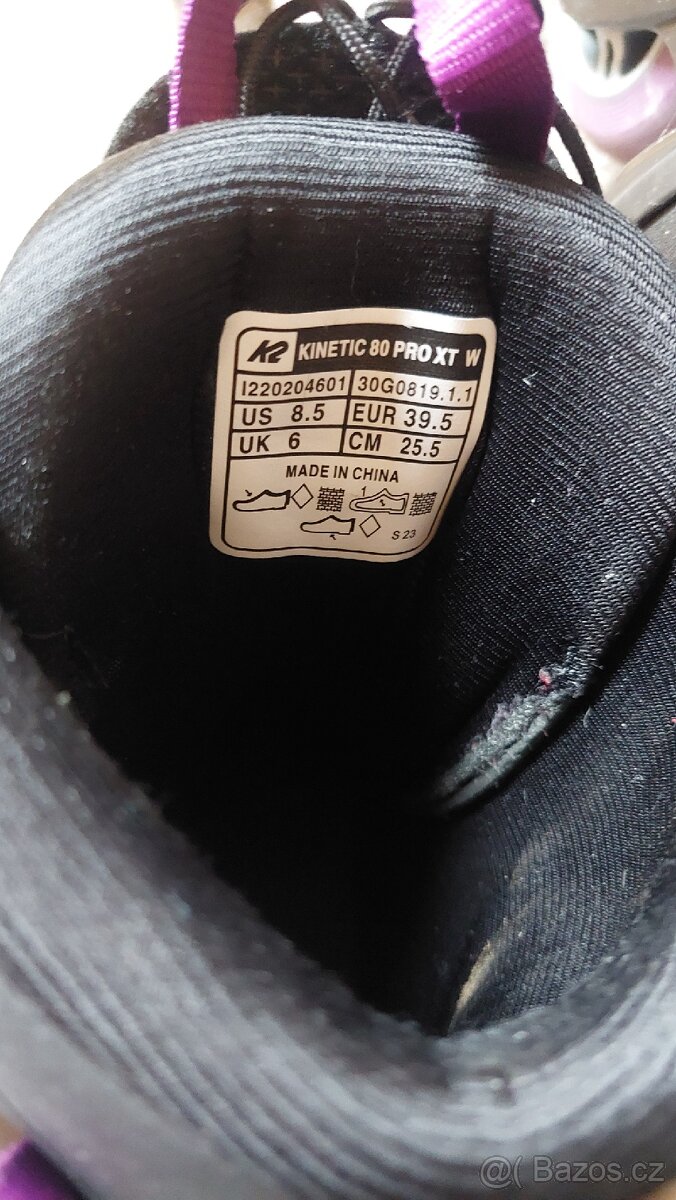 K2 KINETIC 80 PRO XT W
I220204601 30G0819.1.1
US 8.5 EUR 39.5
UK 6 CM 25.5
MADE IN CHINA
1
S 23
@( Bazos.cz